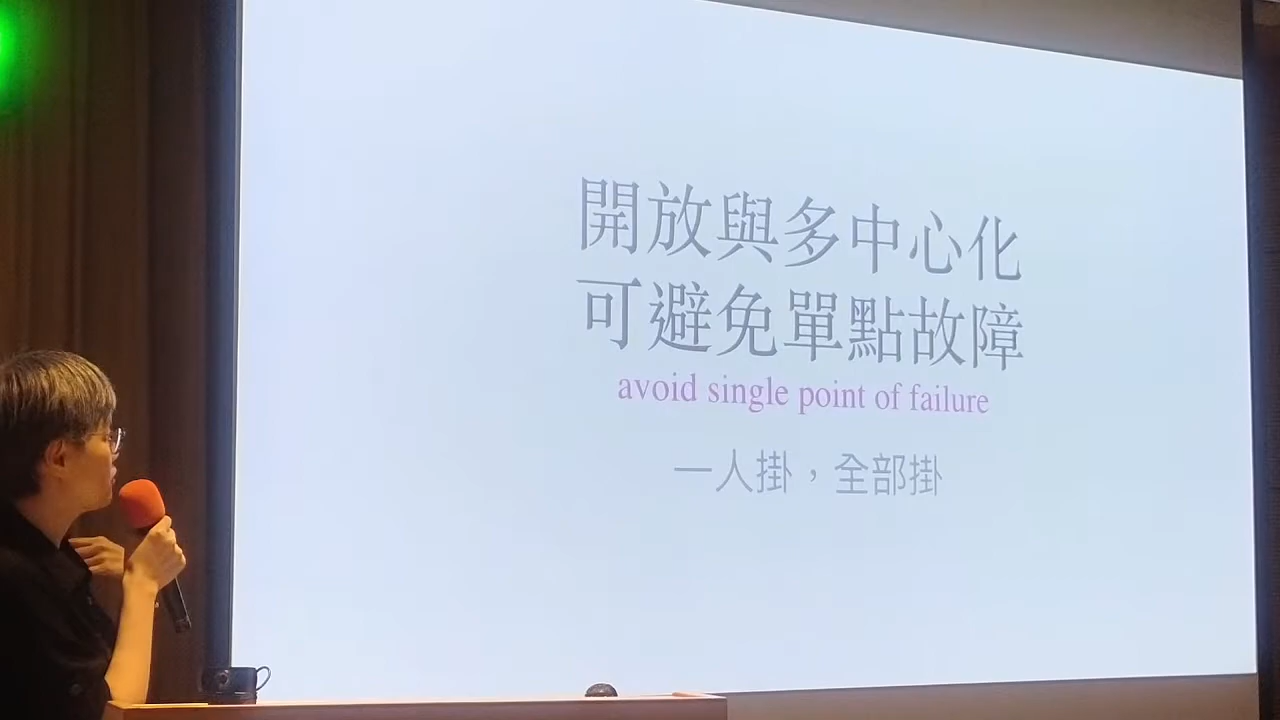 開放與多中心化
可避免單點故障
avoid single point of failure
一人掛，全部掛